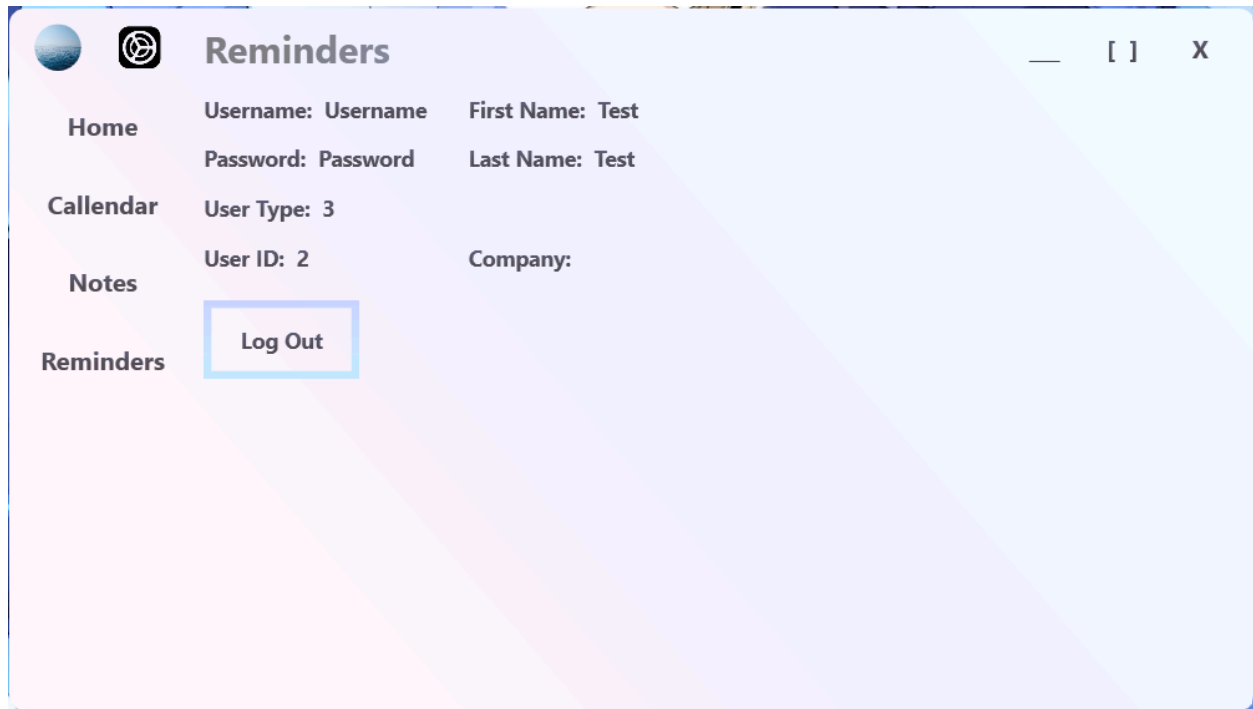 Reminders __ [ ] X
Home
Callendar
Notes
Reminders
Username: Username First Name: Test
Password: Password Last Name: Test
User Type: 3
User ID: 2 Company:
Log Out